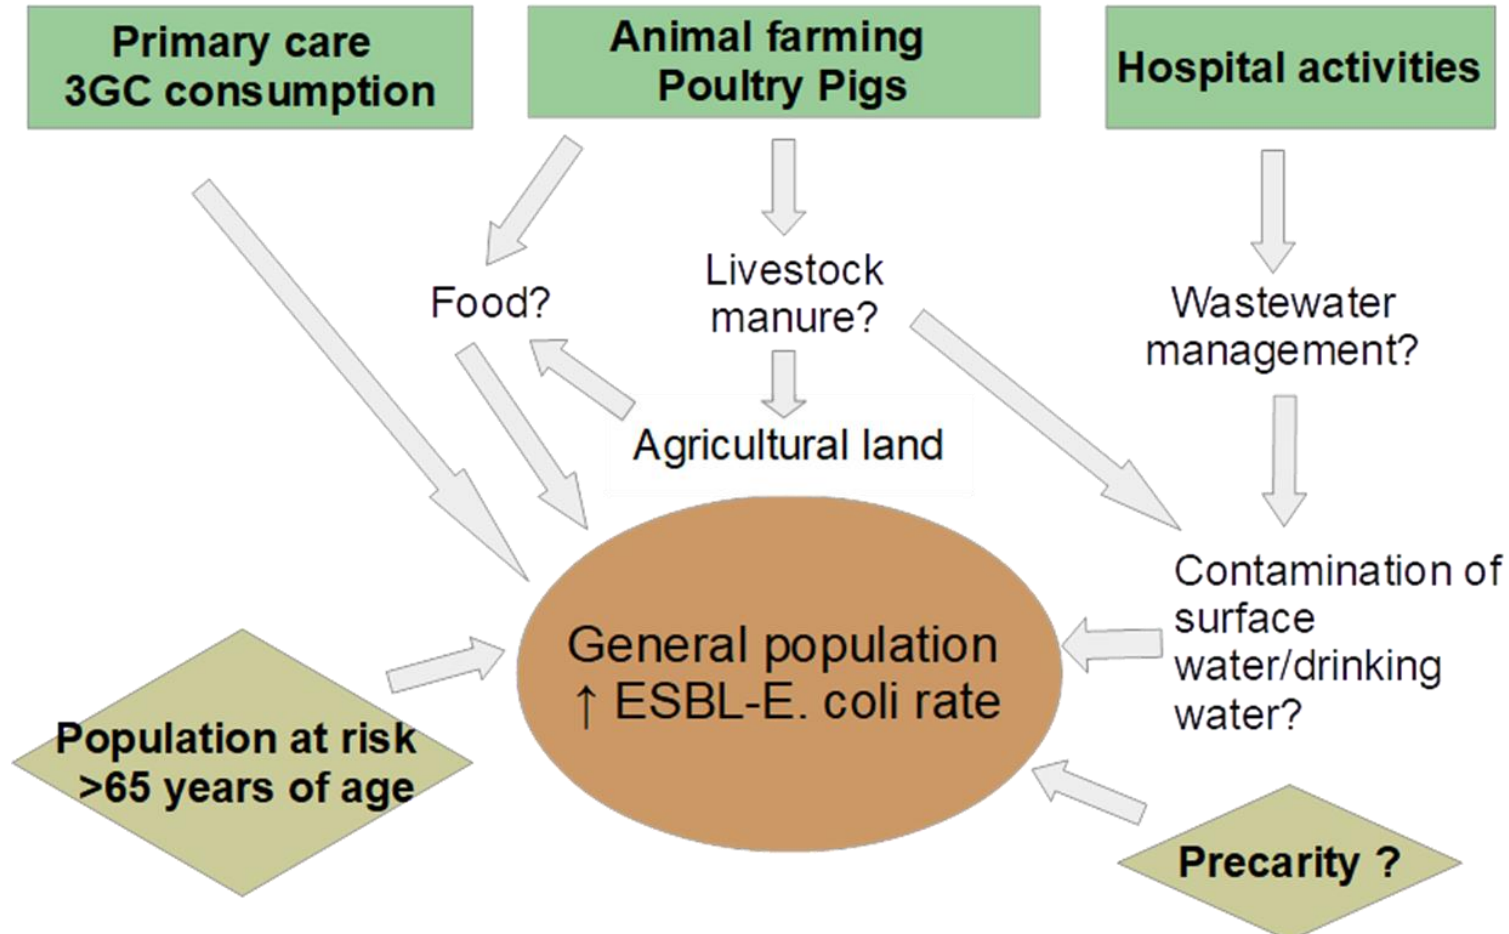 Primary care
3GC consumption
Animal farming
Poultry Pigs
Hospital activities
Food?
Livestock
manure?
Wastewater
management?
Agricultural land
General population
↑ ESBL-E. coli rate
Contamination of
surface
water/drinking
water?
Population at risk
>65 years of age
Precarity ?